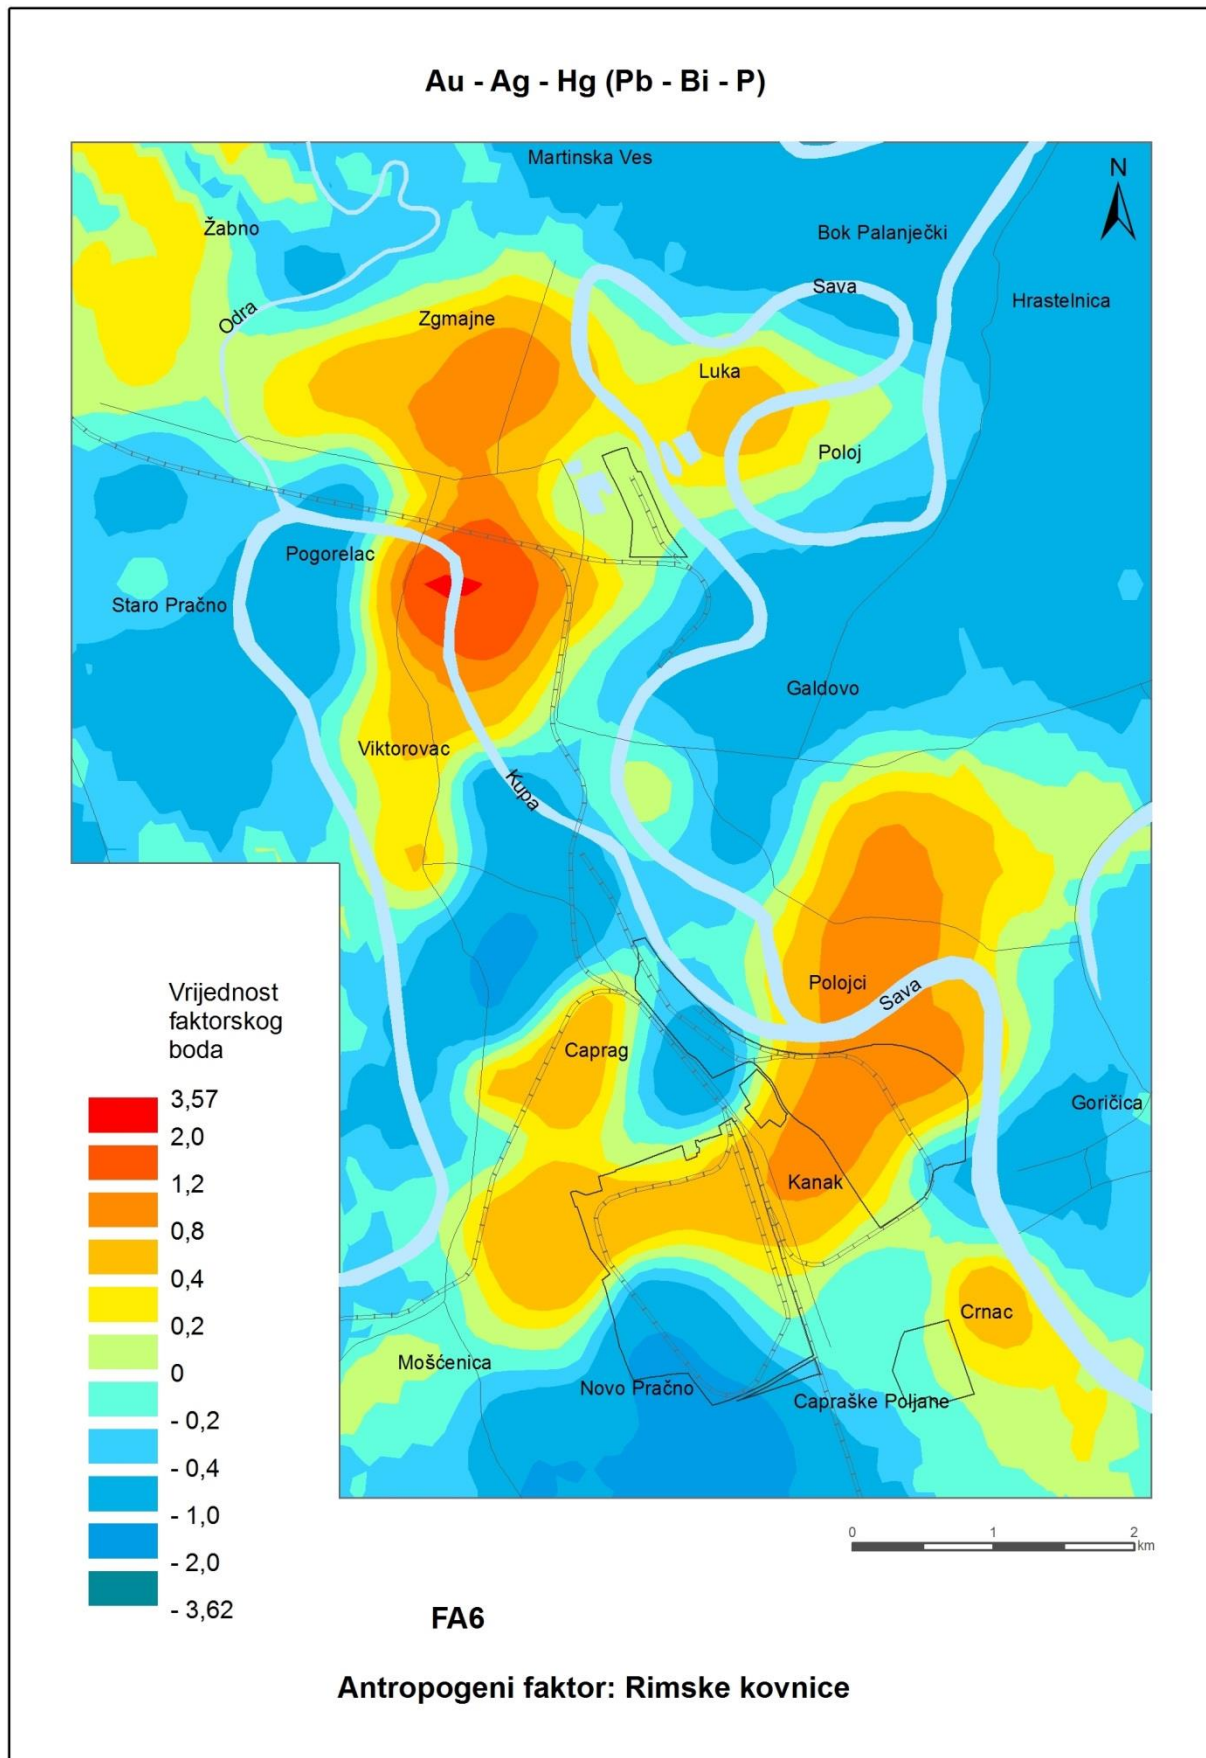 Au - Ag - Hg (Pb - Bi - P)
Martinska Ves
N
Žabno
Bok Palanječki
Sava
Hrastelnica
Odra
Zgmajne
Luka
Poloj
Pogorelac
Staro Pračno
Galdovo
Viktorovac
Kupa
Polojci
Sava
Vrijednost
faktorskog
boda
Caprag
3,57
2,0
1,2
0,8
0,4
0,2
0
- 0,2
- 0,4
- 1,0
- 2,0
- 3,62
Goričica
Kanak
Crnac
Mošćenica
Novo Pračno
Capraške Poljane
0 1 2
km
FA6
Antropogeni faktor: Rimske kovnice